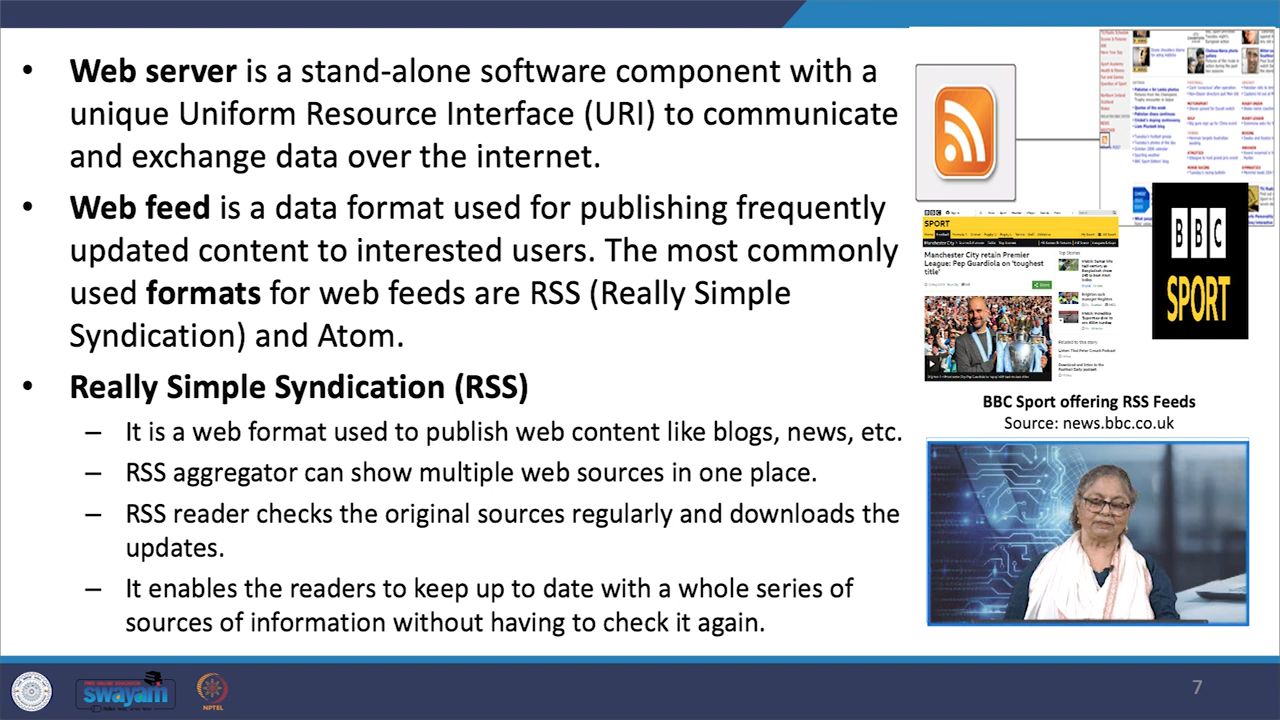 • Web server is a stand-alone software component with a
unique Uniform Resource Interface (URI) to communicate
and exchange data over the internet.
• Web feed is a data format used for publishing frequently
updated content to interested users. The most commonly
used formats for web feeds are RSS (Really Simple
Syndication) and Atom.
• Really Simple Syndication (RSS)
– It is a web format used to publish web content like blogs, news, etc.
– RSS aggregator can show multiple web sources in one place.
– RSS reader checks the original sources regularly and downloads the
updates.
– It enables the readers to keep up to date with a whole series of
sources of information without having to check it again.
BBC
SPORT
Manchester City retain Premier
League: Pep Guardiola on 'toughest
title'
BBC
SPORT
BBC Sport offering RSS Feeds
Source: news.bbc.co.uk
swayam
NPTEL
7